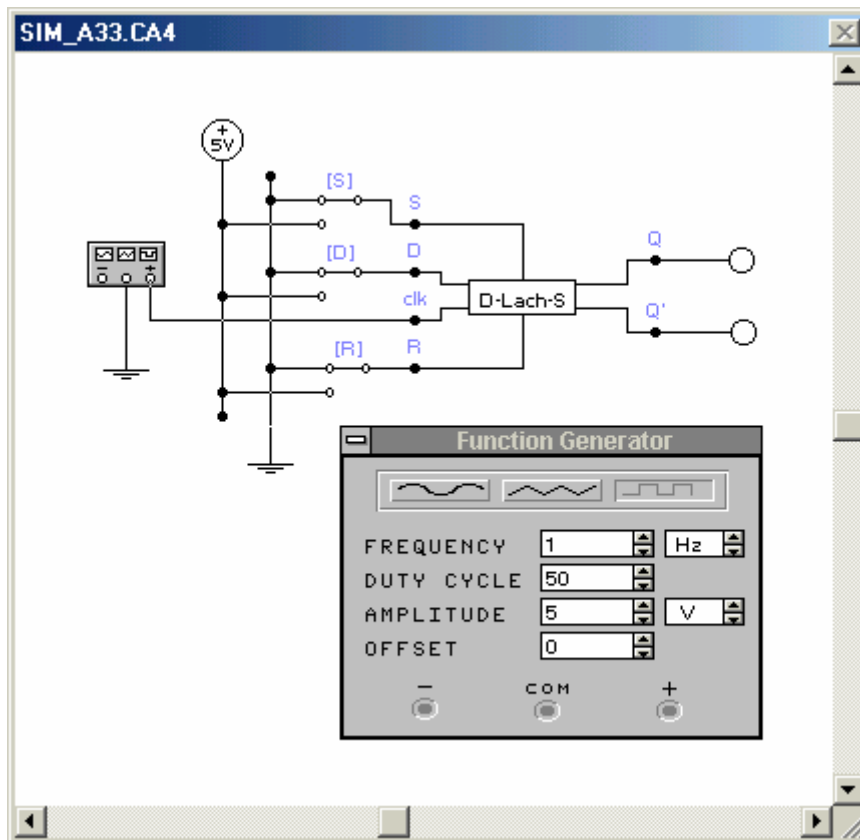 SIM_A33.CA4
+
5V
[S]
S
[D]
D
Q
- +
clk
D-Lach-S
Q'
[R]
R
Function Generator
FREQUENCY 1 Hz
DUTY CYCLE 50
AMPLITUDE 5 V
OFFSET 0
- COM +